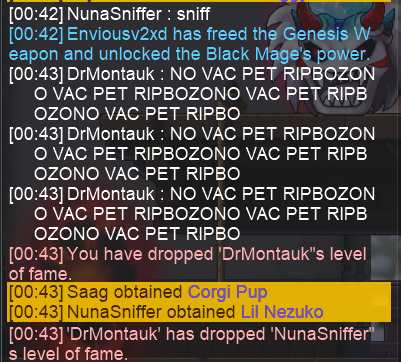 [00:42] NunaSniffer : sniff
[00:42] Enviousv2xd has freed the Genesis W
eapon and unlocked the Black Mage's power.
[00:43] DrMontauk : NO VAC PET RIPBOZON
O VAC PET RIPBOZONO VAC PET RIPB
OZONO VAC PET RIPBO
[00:43] DrMontauk : NO VAC PET RIPBOZON
O VAC PET RIPBOZONO VAC PET RIPB
OZONO VAC PET RIPBO
[00:43] DrMontauk : NO VAC PET RIPBOZON
O VAC PET RIPBOZONO VAC PET RIPB
OZONO VAC PET RIPBO
[00:43] You have dropped 'DrMontauk''s level
of fame.
[00:43] Saag obtained Corgi Pup
[00:43] NunaSniffer obtained Lil Nezuko
[00:43] 'DrMontauk' has dropped 'NunaSniffer''
s level of fame.